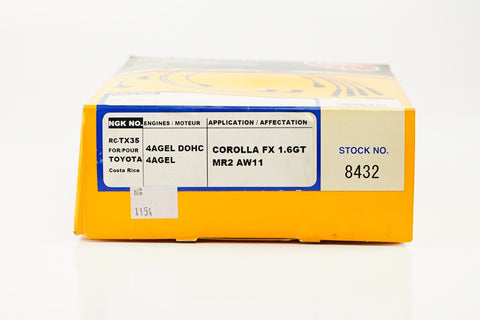 NGK NO. ENGINES / MOTEUR APPLICATION / AFFECTATION
RC-TX35
FOR/POUR
TOYOTA
Costa Rica
4AGEL DOHC
4AGEL
COROLLA FX 1.6GT
MR2 AW11
STOCK NO.
8432
NG
1154